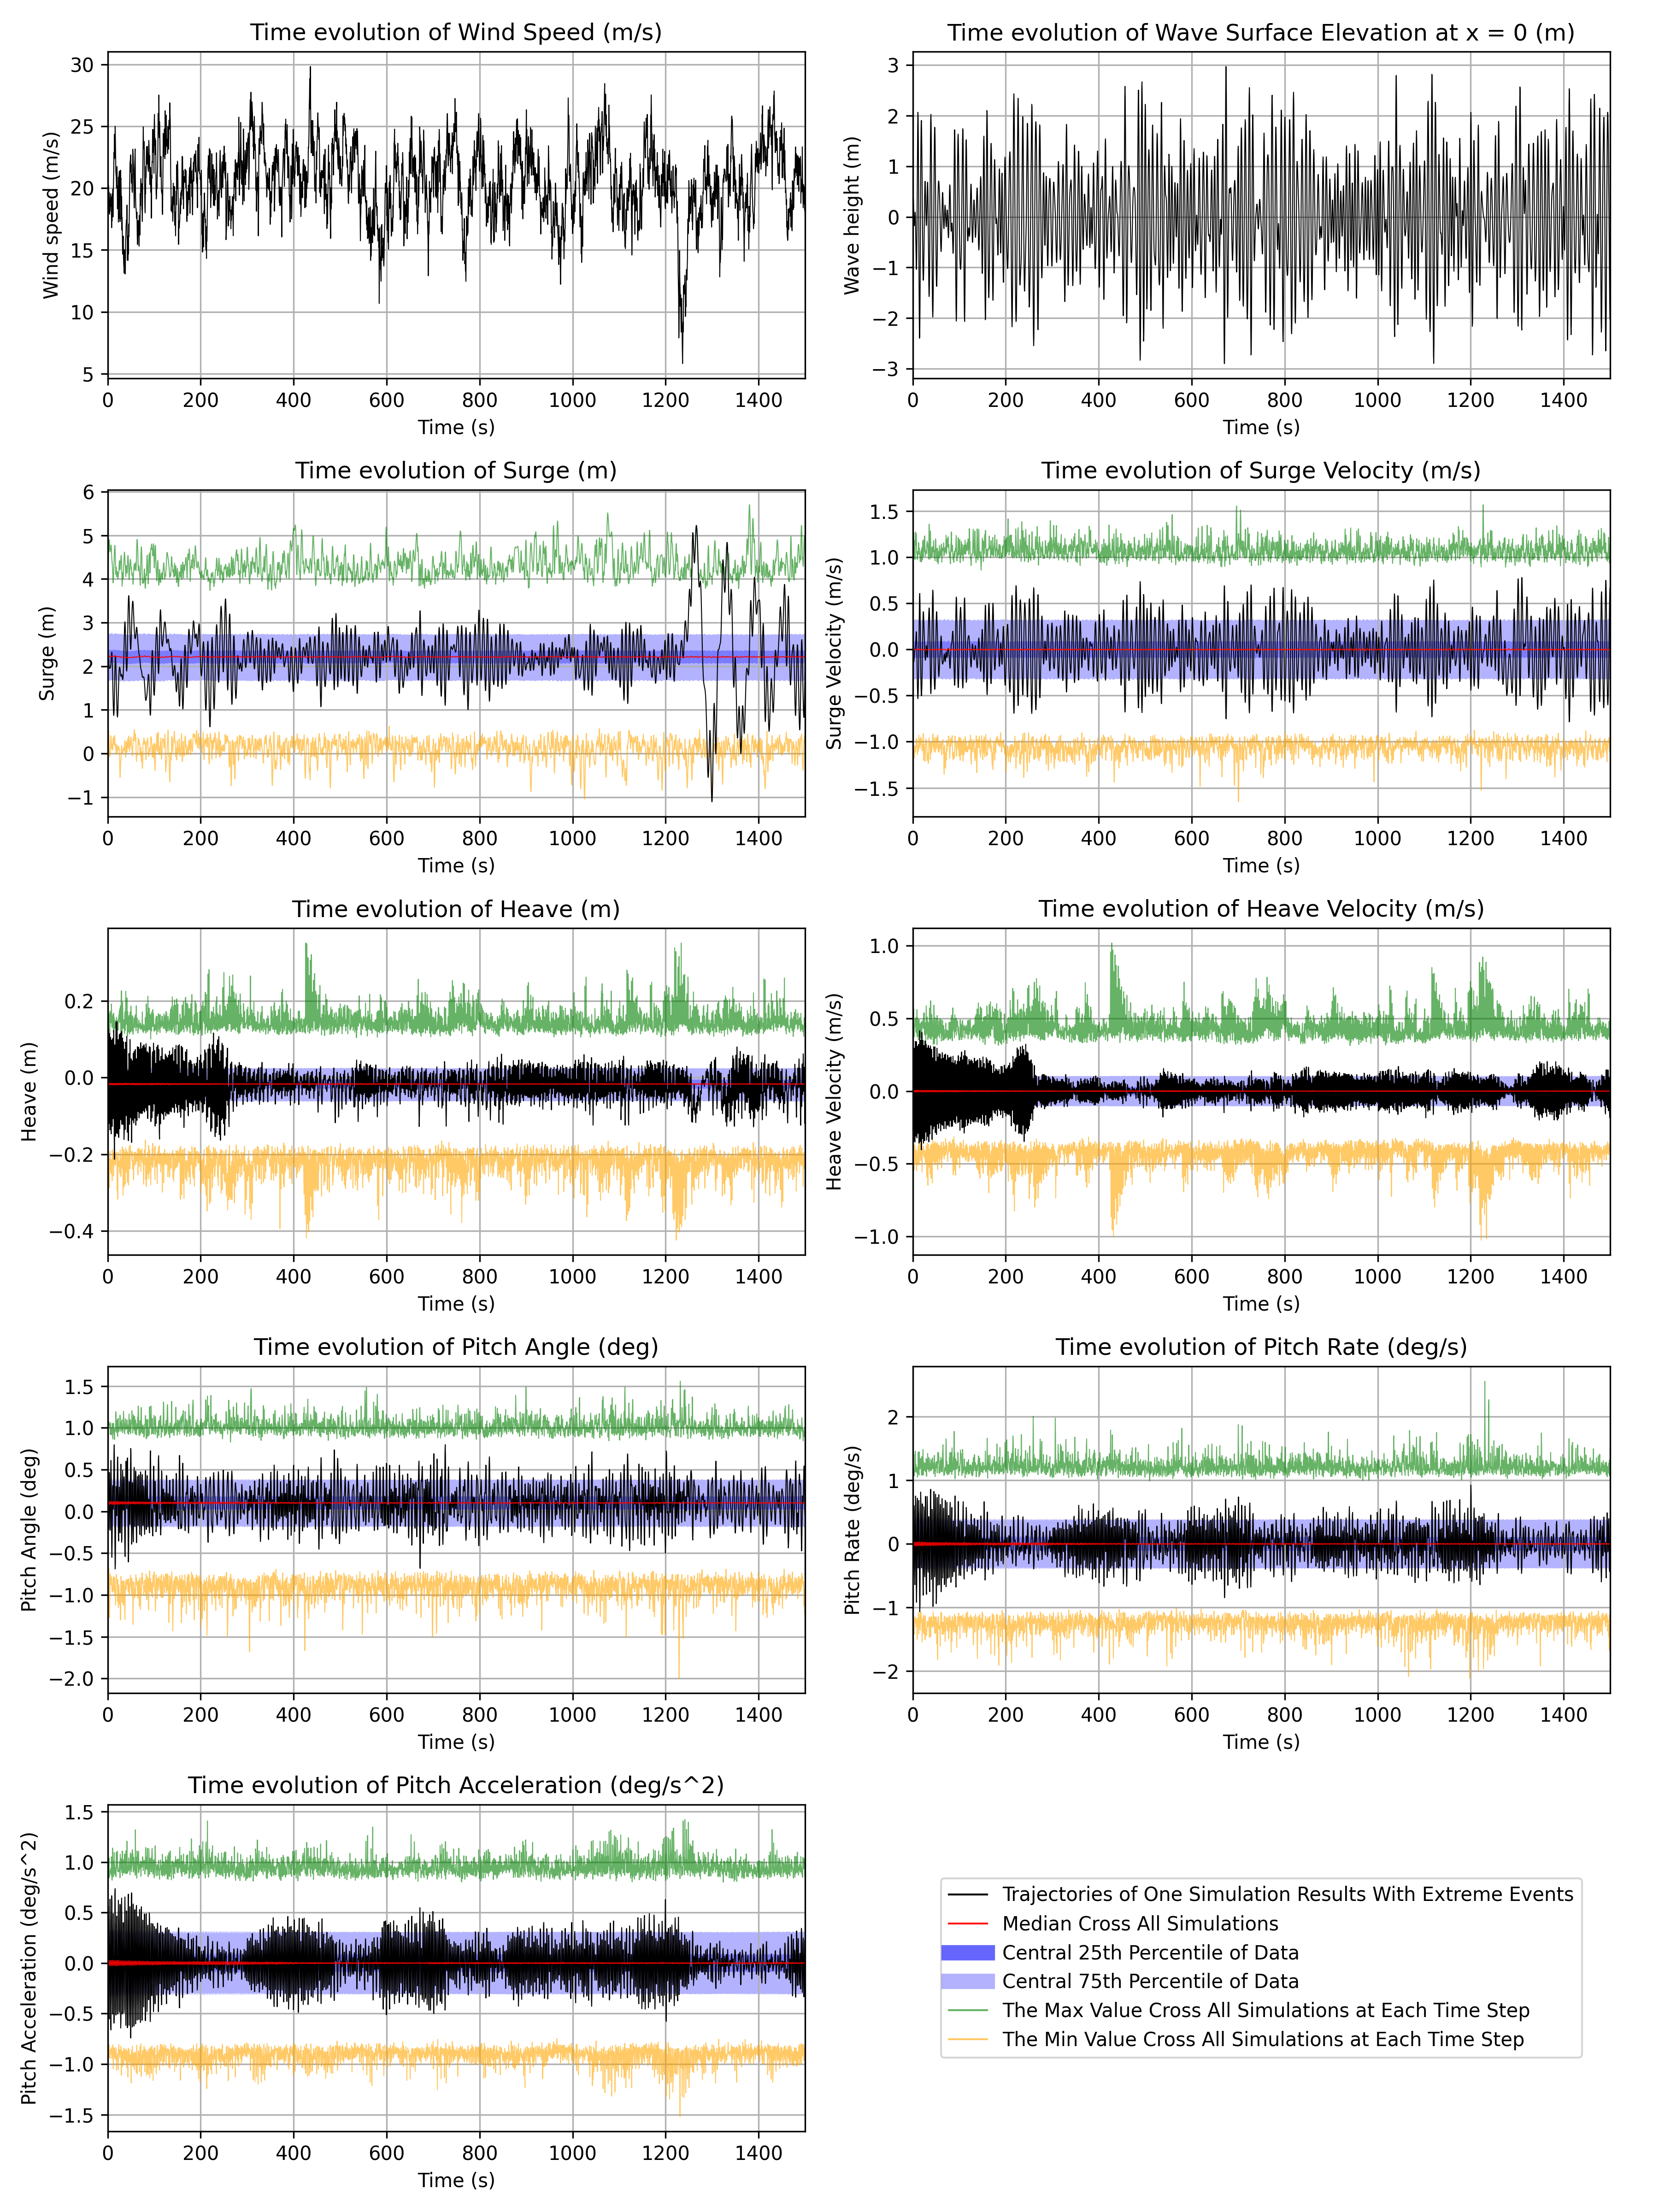 Time evolution of Wind Speed (m/s)
Wind speed (m/s)
30
25
20
15
10
5
0 200 400 600 800 1000 1200 1400
Time (s)
Time evolution of Wave Surface Elevation at x = 0 (m)
Wave height (m)
3
2
1
0
−1
−2
−3
0 200 400 600 800 1000 1200 1400
Time (s)
Time evolution of Surge (m)
Surge (m)
6
5
4
3
2
1
0
−1
0 200 400 600 800 1000 1200 1400
Time (s)
Time evolution of Surge Velocity (m/s)
Surge Velocity (m/s)
1.5
1.0
0.5
0.0
−0.5
−1.0
−1.5
0 200 400 600 800 1000 1200 1400
Time (s)
Time evolution of Heave (m)
Heave (m)
0.2
0.0
−0.2
−0.4
0 200 400 600 800 1000 1200 1400
Time (s)
Time evolution of Heave Velocity (m/s)
Heave Velocity (m/s)
1.0
0.5
0.0
−0.5
−1.0
0 200 400 600 800 1000 1200 1400
Time (s)
Time evolution of Pitch Angle (deg)
Pitch Angle (deg)
1.5
1.0
0.5
0.0
−0.5
−1.0
−1.5
−2.0
0 200 400 600 800 1000 1200 1400
Time (s)
Time evolution of Pitch Rate (deg/s)
Pitch Rate (deg/s)
2
1
0
−1
−2
0 200 400 600 800 1000 1200 1400
Time (s)
Time evolution of Pitch Acceleration (deg/s^2)
Pitch Acceleration (deg/s^2)
1.5
1.0
0.5
0.0
−0.5
−1.0
−1.5
0 200 400 600 800 1000 1200 1400
Time (s)
Trajectories of One Simulation Results With Extreme Events
Median Cross All Simulations
Central 25th Percentile of Data
Central 75th Percentile of Data
The Max Value Cross All Simulations at Each Time Step
The Min Value Cross All Simulations at Each Time Step